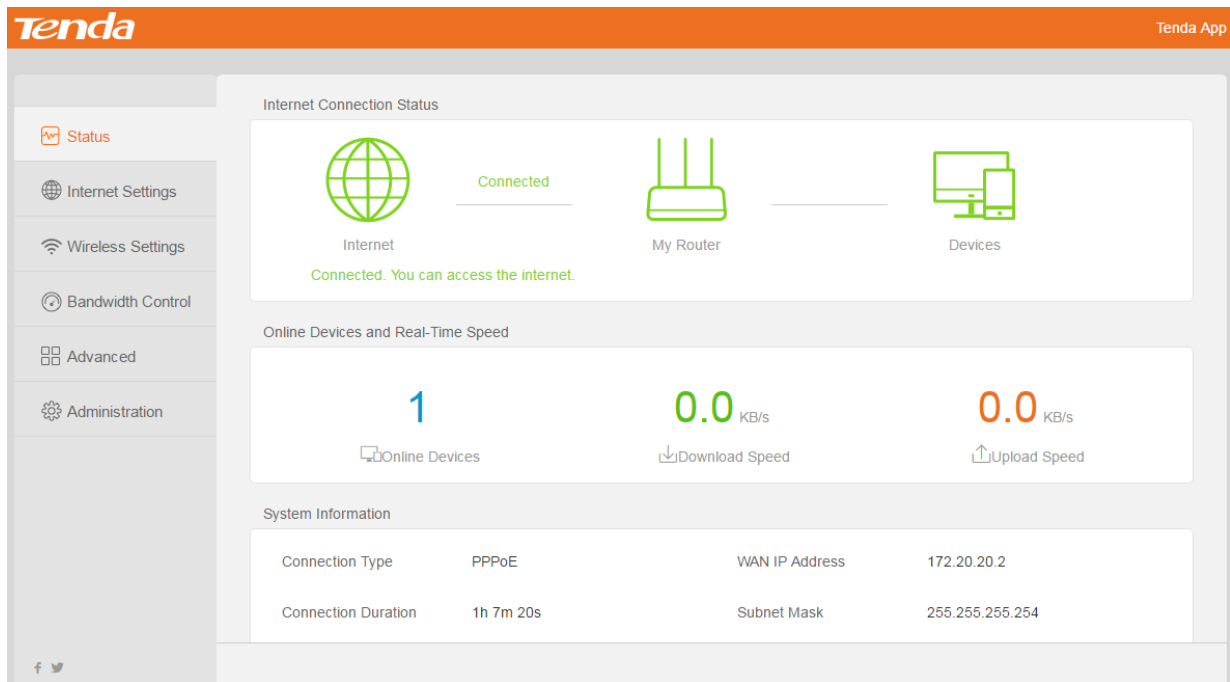 Tenda
Tenda App
Status
Internet Settings
Wireless Settings
Bandwidth Control
Advanced
Administration
Internet Connection Status
Connected
Internet
My Router
Devices
Connected. You can access the internet.
Online Devices and Real-Time Speed
1
0.0 KB/s
0.0 KB/s
Online Devices
Download Speed
Upload Speed
System Information
Connection Type PPPoE WAN IP Address 172.20.20.2
Connection Duration 1h 7m 20s Subnet Mask 255.255.255.254